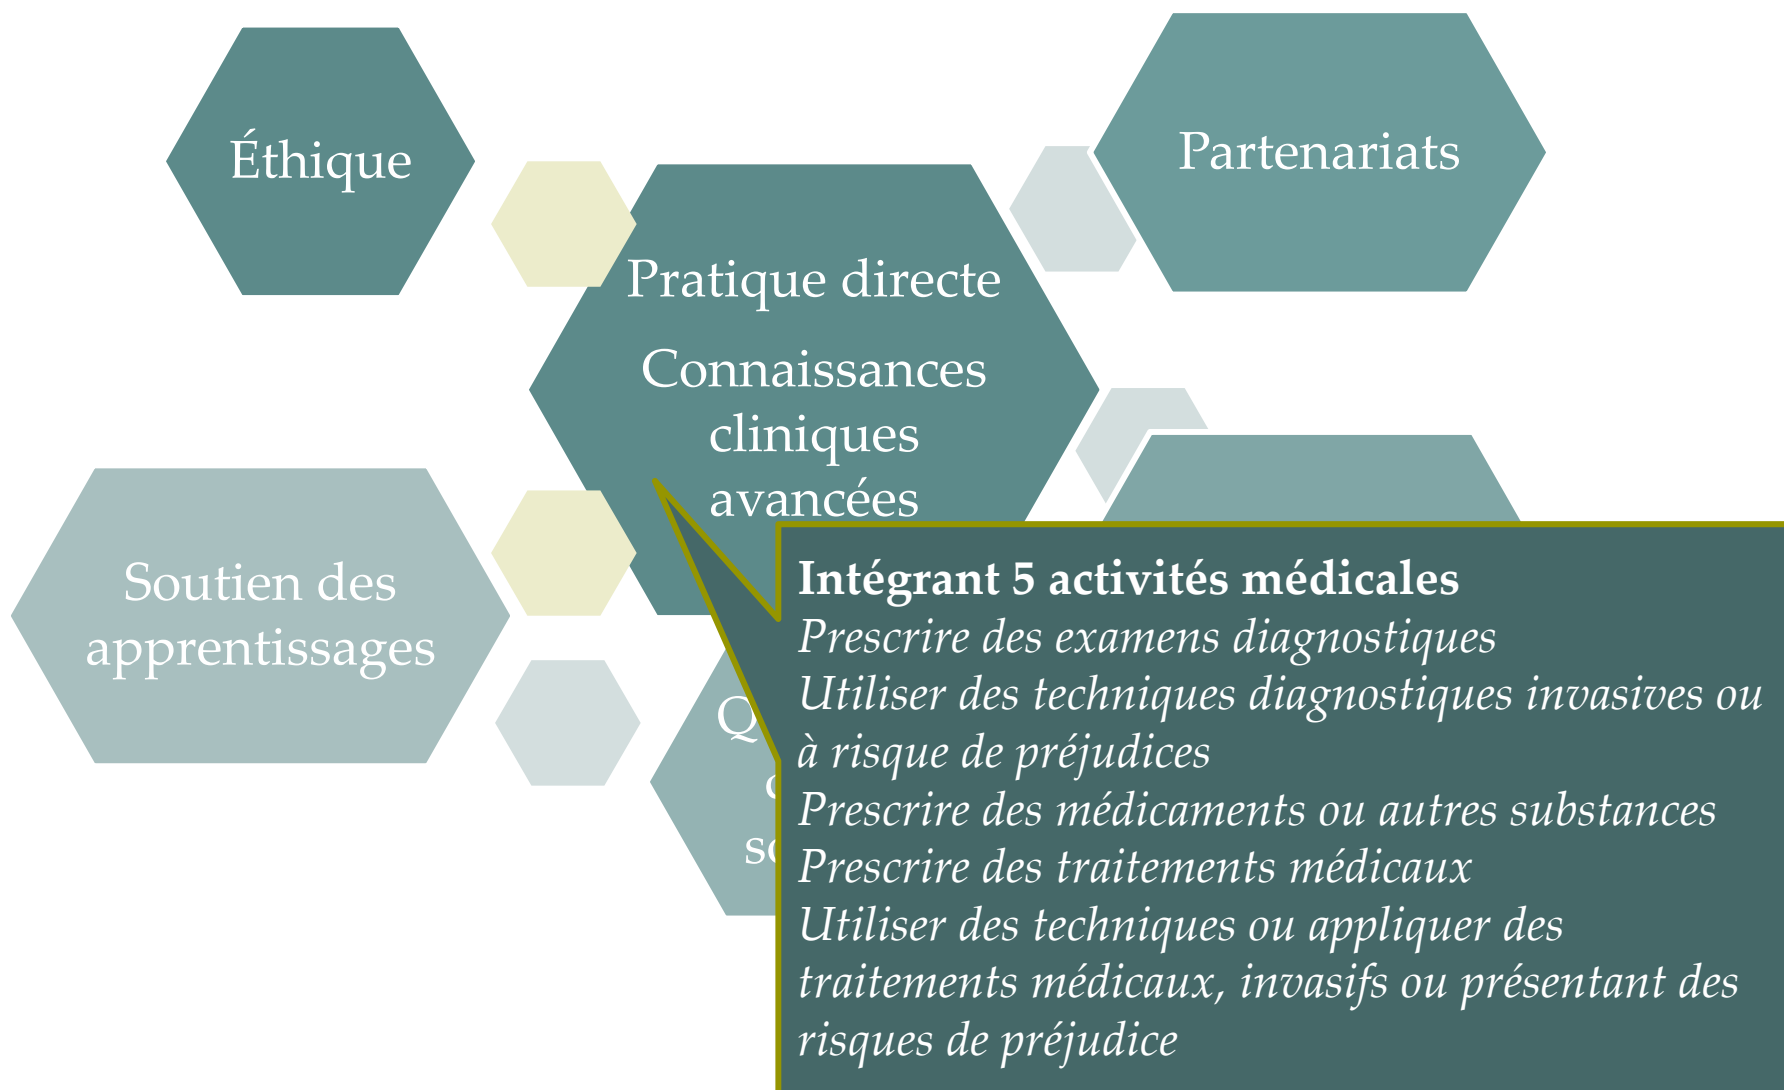 Éthique
Partenariats
Pratique directe
Connaissances
cliniques
avancées
Soutien des
apprentissages
Intégrant 5 activités médicales
Prescrire des examens diagnostiques
Utiliser des techniques diagnostiques invasives ou
à risque de préjudices
Prescrire des médicaments ou autres substances
Prescrire des traitements médicaux
Utiliser des techniques ou appliquer des
traitements médicaux, invasifs ou présentant des
risques de préjudice